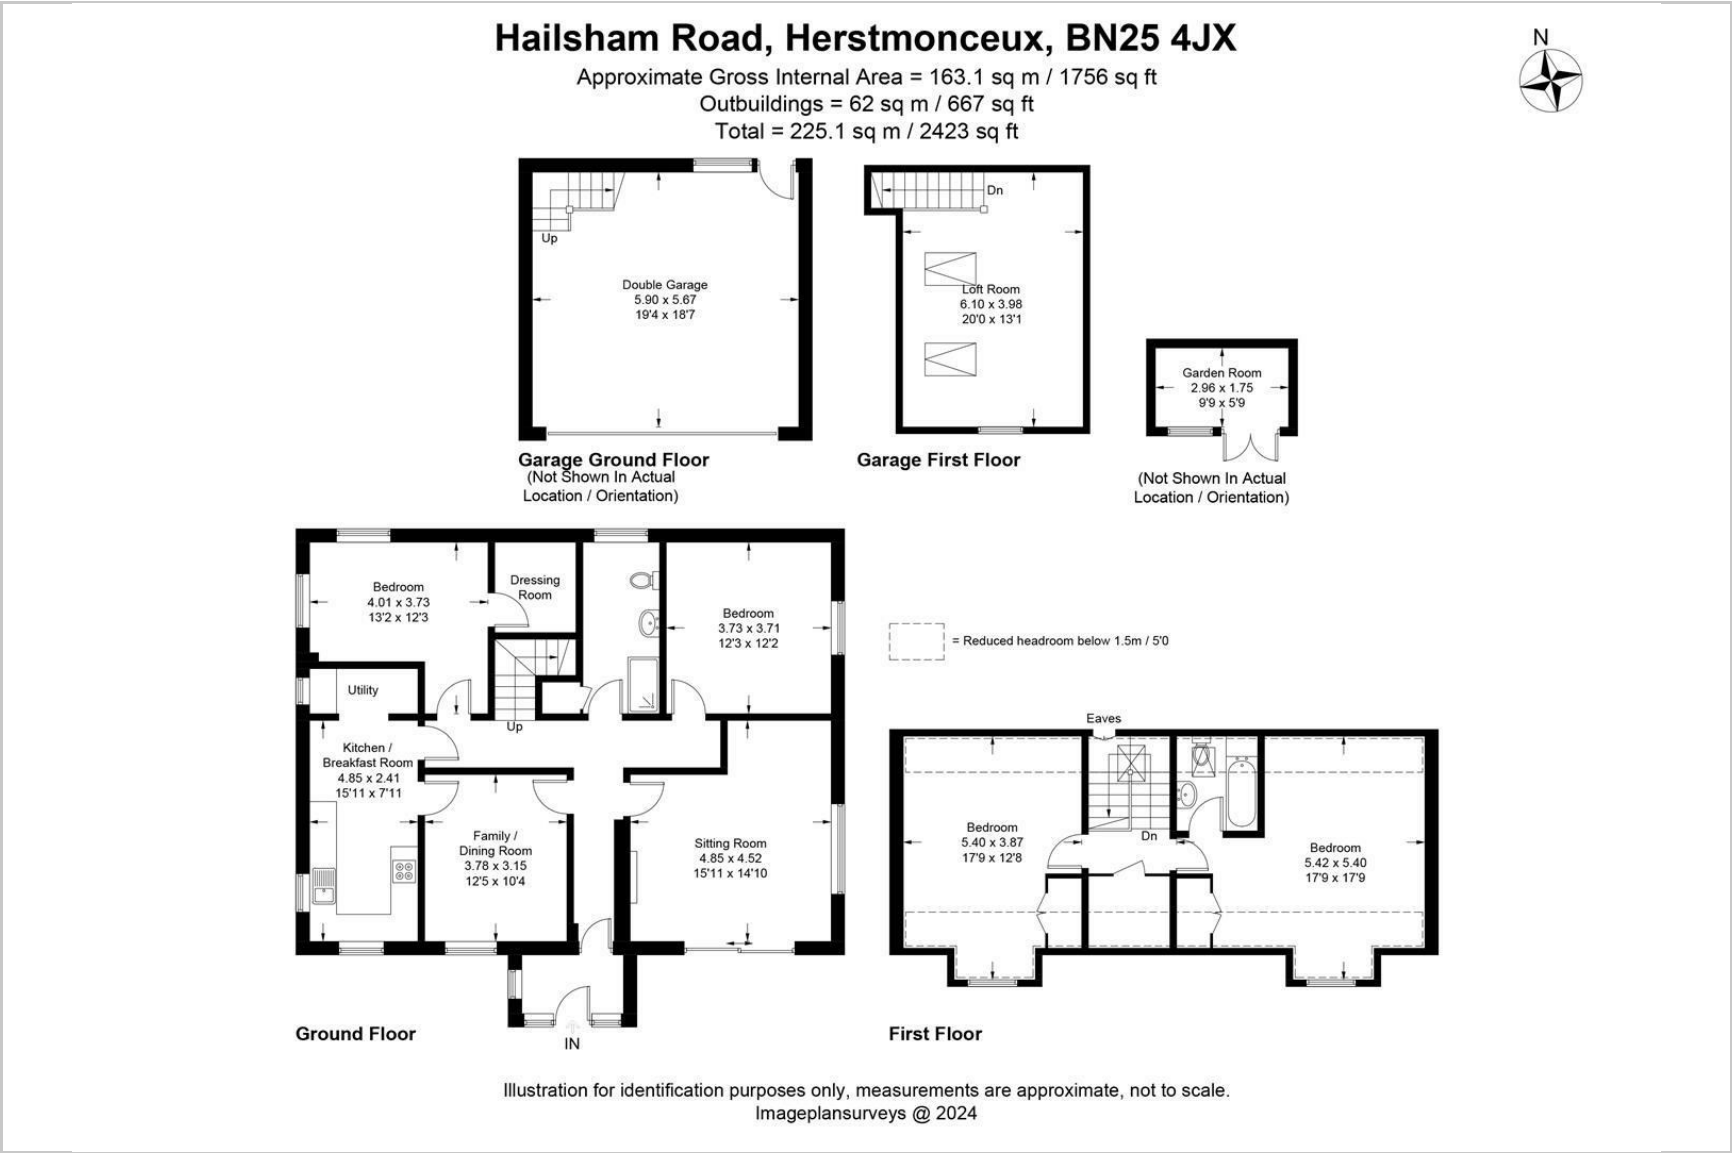 Hailsham Road, Herstmonceux, BN25 4JX
Approximate Gross Internal Area = 163.1 sq m / 1756 sq ft
Outbuildings = 62 sq m / 667 sq ft
Total = 225.1 sq m / 2423 sq ft
N
Up
Double Garage
5.90 x 5.67
19'4 x 18'7
Garage Ground Floor
(Not Shown In Actual
Location / Orientation)
Dn
Loft Room
6.10 x 3.98
20'0 x 13'1
Garage First Floor
Garden Room
2.96 x 1.75
9'9 x 5'9
(Not Shown In Actual
Location / Orientation)
Bedroom
4.01 x 3.73
13'2 x 12'3
Dressing
Room
Bedroom
3.73 x 3.71
12'3 x 12'2
Utility
Up
Kitchen /
Breakfast Room
4.85 x 2.41
15'11 x 7'11
Family /
Dining Room
3.78 x 3.15
12'5 x 10'4
Sitting Room
4.85 x 4.52
15'11 x 14'10
IN
Ground Floor
= Reduced headroom below 1.5m / 5'0
Eaves
Dn
Bedroom
5.40 x 3.87
17'9 x 12'8
Bedroom
5.42 x 5.40
17'9 x 17'9
First Floor
Illustration for identification purposes only, measurements are approximate, not to scale.
Imageplansurveys @ 2024